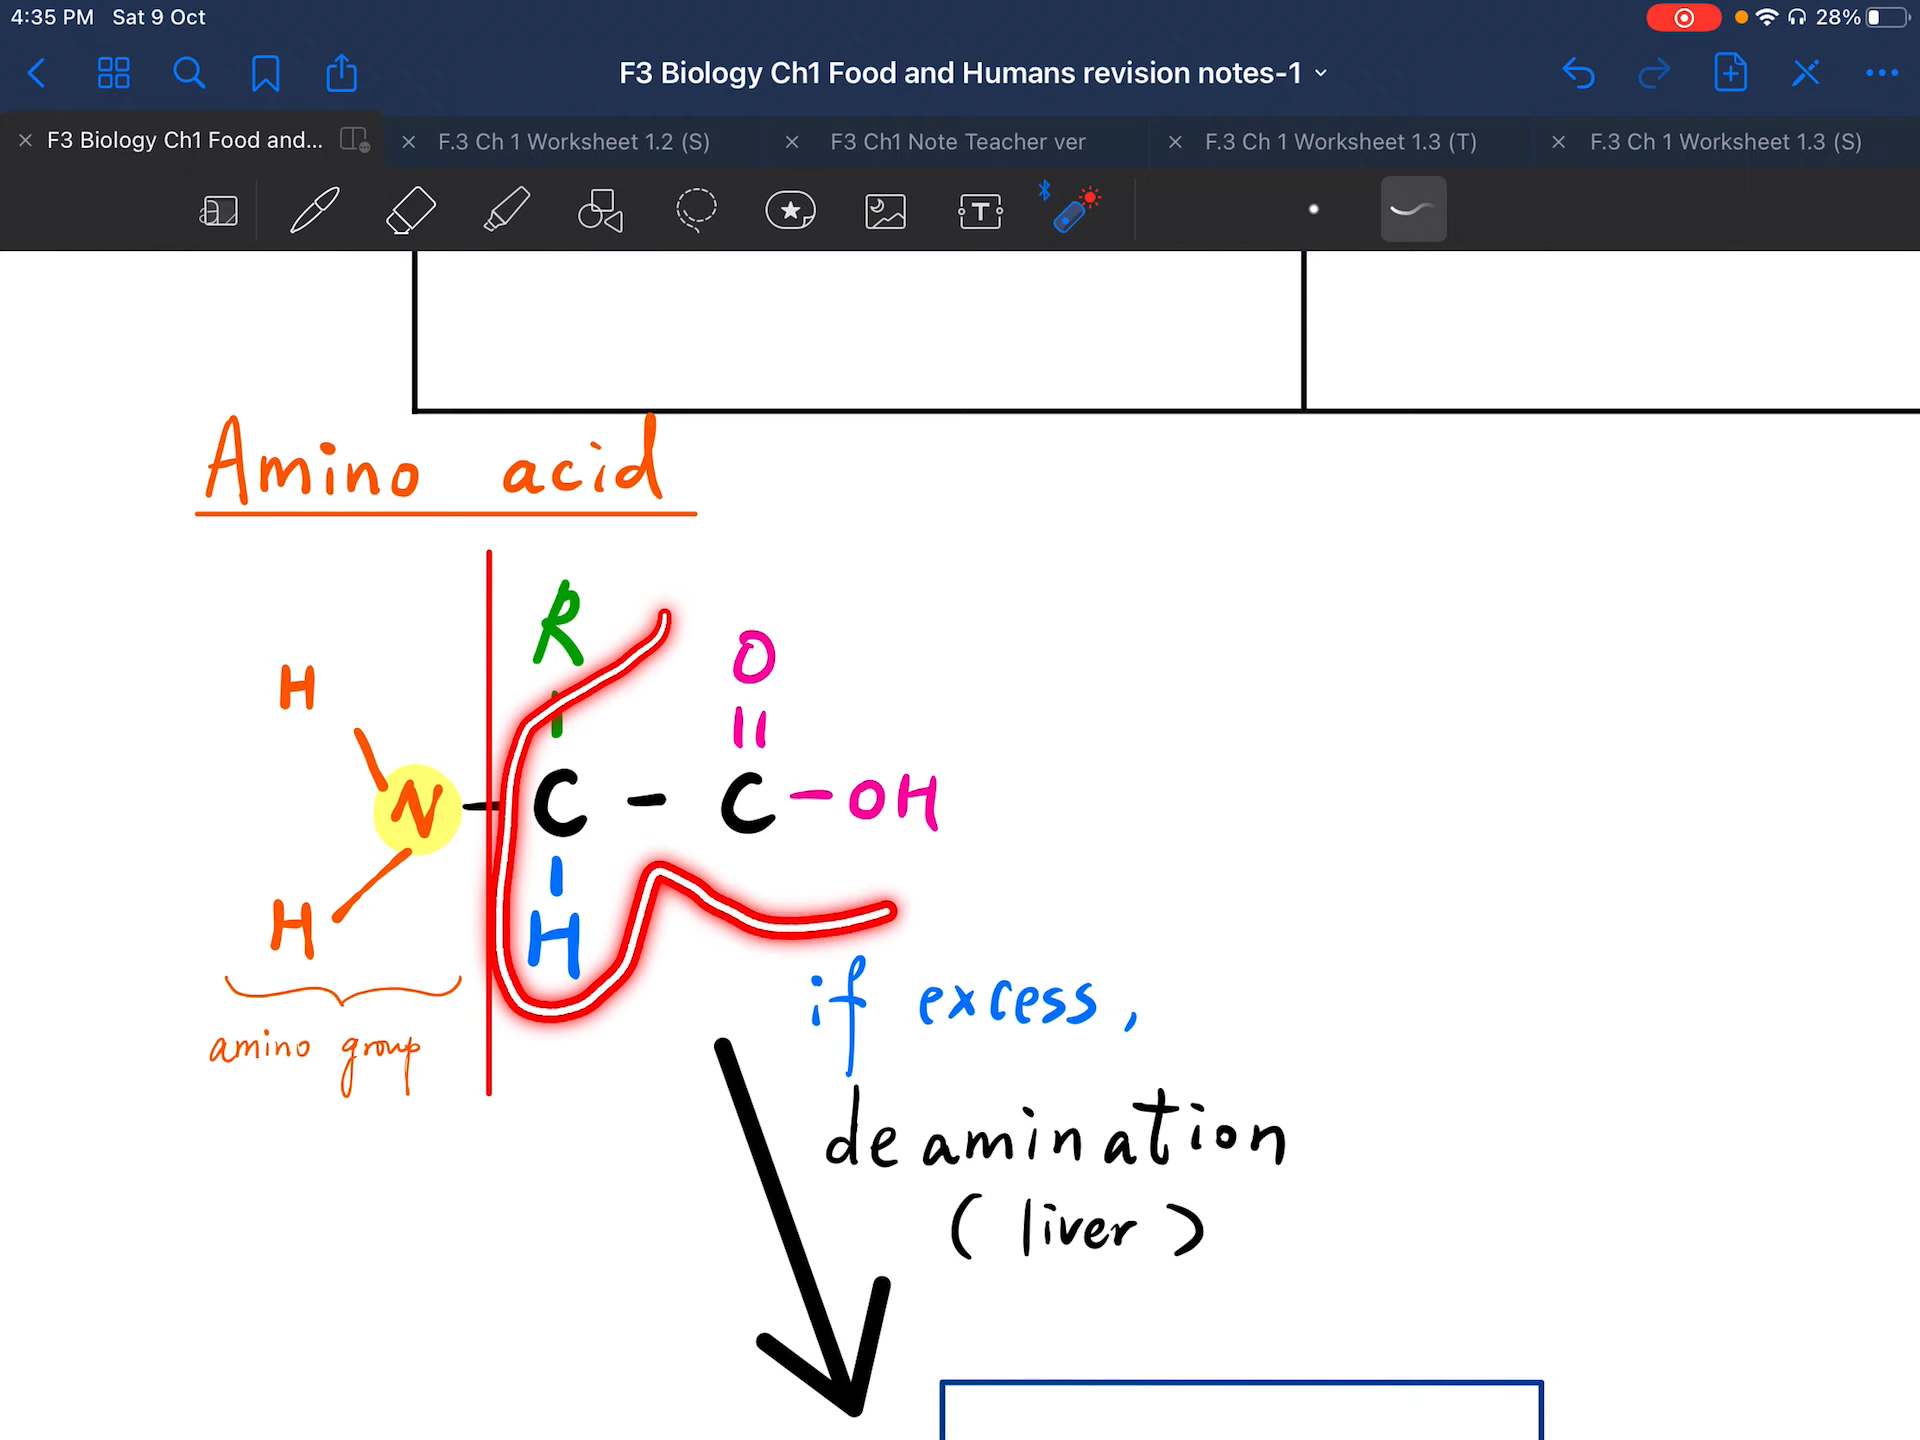 4:35 PM Sat 9 Oct
28%
F3 Biology Ch1 Food and Humans revision notes-1
F3 Biology Ch1 Food and...
F.3 Ch 1 Worksheet 1.2 (S)
F3 Ch1 Note Teacher ver
F.3 Ch 1 Worksheet 1.3 (T)
F.3 Ch 1 Worksheet 1.3 (S)
T
Amino acid
R
O
H
N - C - C - OH
H
H
amino group
if excess,
deamination
(liver)